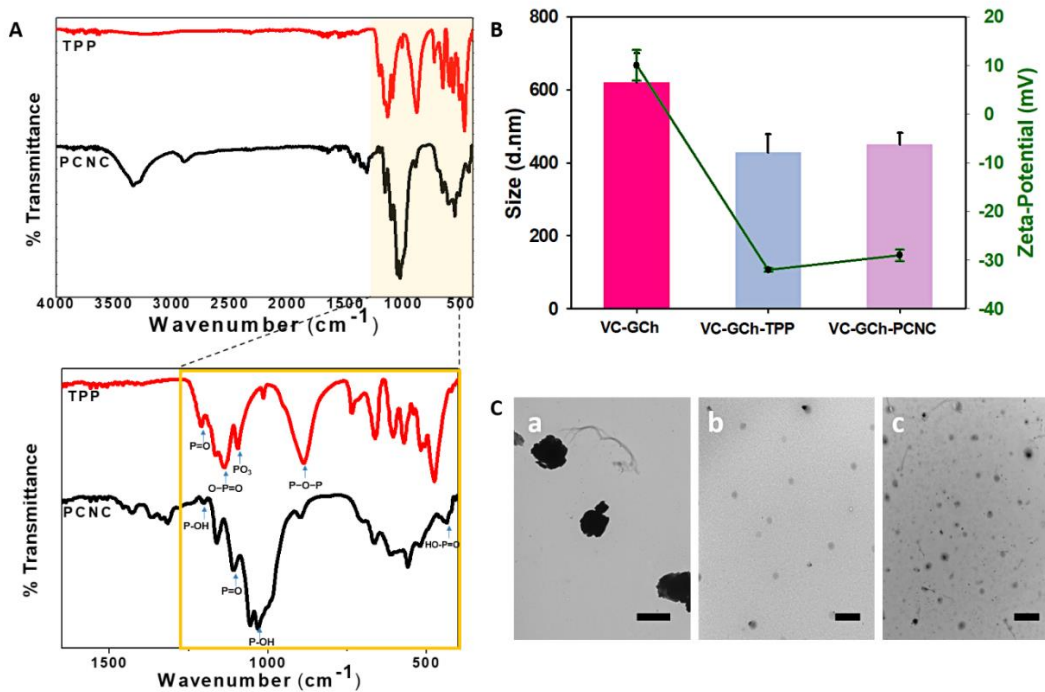 A
TPP
PCNC
% Transmittance
4000 3000 2500 2000 1500 1000 500
Wavenumber (cm⁻¹)
TPP
P=O
PO₃
O–P=O
P–O–P
PCNC
P-OH
HO-P=O
P=O
P-OH
% Transmittance
1500 1000 500
Wavenumber (cm⁻¹)
B
800
600
400
200
0
Size (d.nm)
20
10
0
-10
-20
-30
-40
Zeta-Potential (mV)
VC-GCh VC-GCh-TPP VC-GCh-PCNC
C
a
b
c